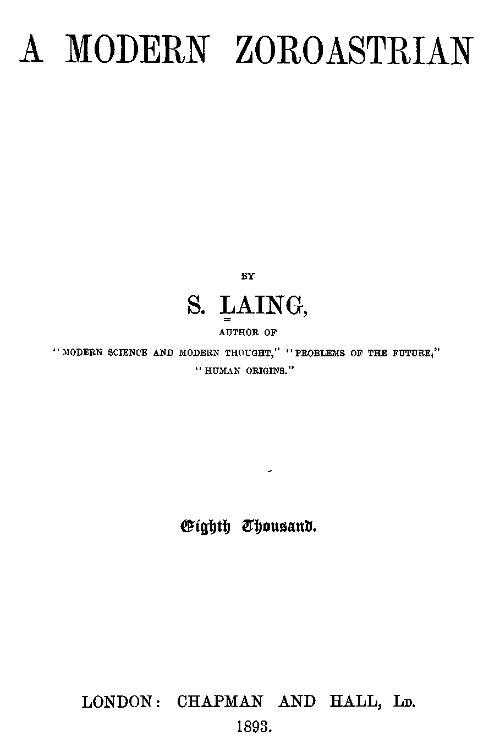 A MODERN ZOROASTRIAN
BY
S. LAING,
AUTHOR OF
"MODERN SCIENCE AND MODERN THOUGHT," "PROBLEMS OF THE FUTURE,"
"HUMAN ORIGINS."
Eighth Thousand.
LONDON: CHAPMAN AND HALL, LD.
1893.